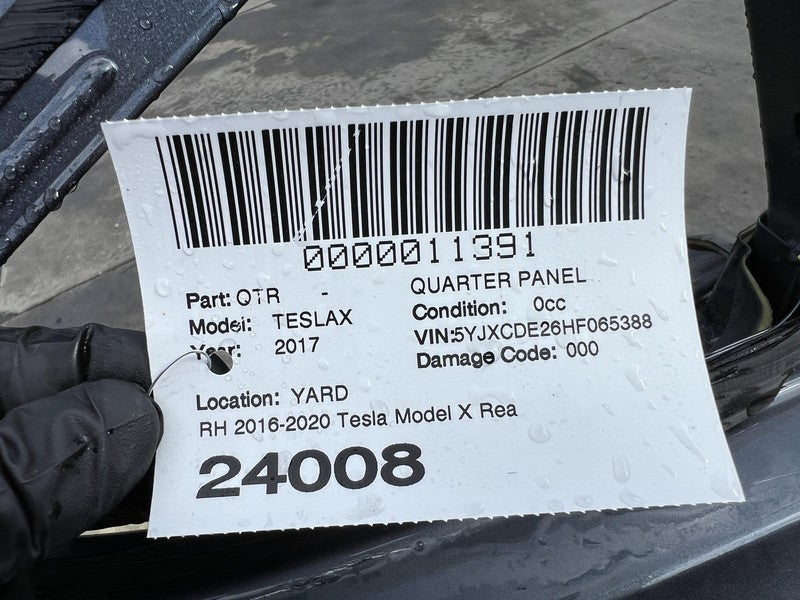 0000011391
Part: QTR - QUARTER PANEL
Model: TESLAX Condition: 0cc
Year: 2017 VIN:5YJXCDE26HF065388
Damage Code: 000
Location: YARD
RH 2016-2020 Tesla Model X Rea
24008